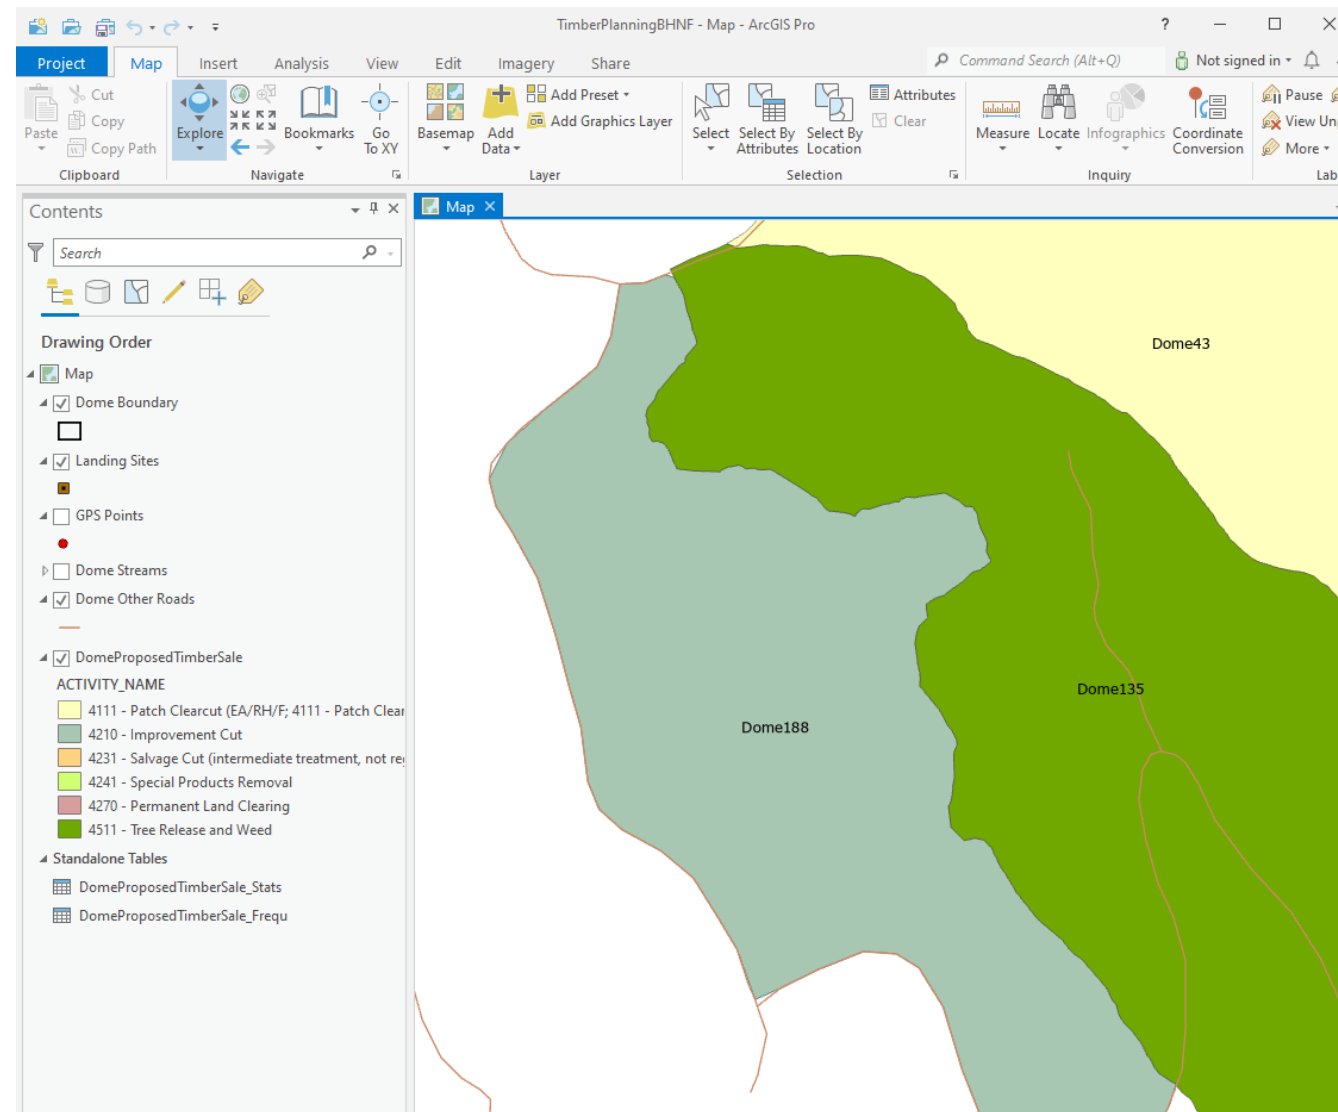 TimberPlanningBHNF - Map - ArcGIS Pro
?
Project Map Insert Analysis View Edit Imagery Share Command Search (Alt+Q) Not signed in
Cut
Copy
Copy Path
Paste
Clipboard
Explore
Bookmarks
Go
To XY
Navigate
Basemap
Add
Data
Add Preset
Add Graphics Layer
Layer
Select
Select By
Attributes
Select By
Location
Attributes
Clear
Selection
Measure
Locate
Infographics
Coordinate
Conversion
Inquiry
Pause
View Un
More
Lab
Contents
Search
Drawing Order
Map
Dome Boundary
Landing Sites
GPS Points
Dome Streams
Dome Other Roads
DomeProposedTimberSale
ACTIVITY_NAME
4111 - Patch Clearcut (EA/RH/F; 4111 - Patch Clear
4210 - Improvement Cut
4231 - Salvage Cut (intermediate treatment, not re
4241 - Special Products Removal
4270 - Permanent Land Clearing
4511 - Tree Release and Weed
Standalone Tables
DomeProposedTimberSale_Stats
DomeProposedTimberSale_Frequ
Map
Dome43
Dome135
Dome188